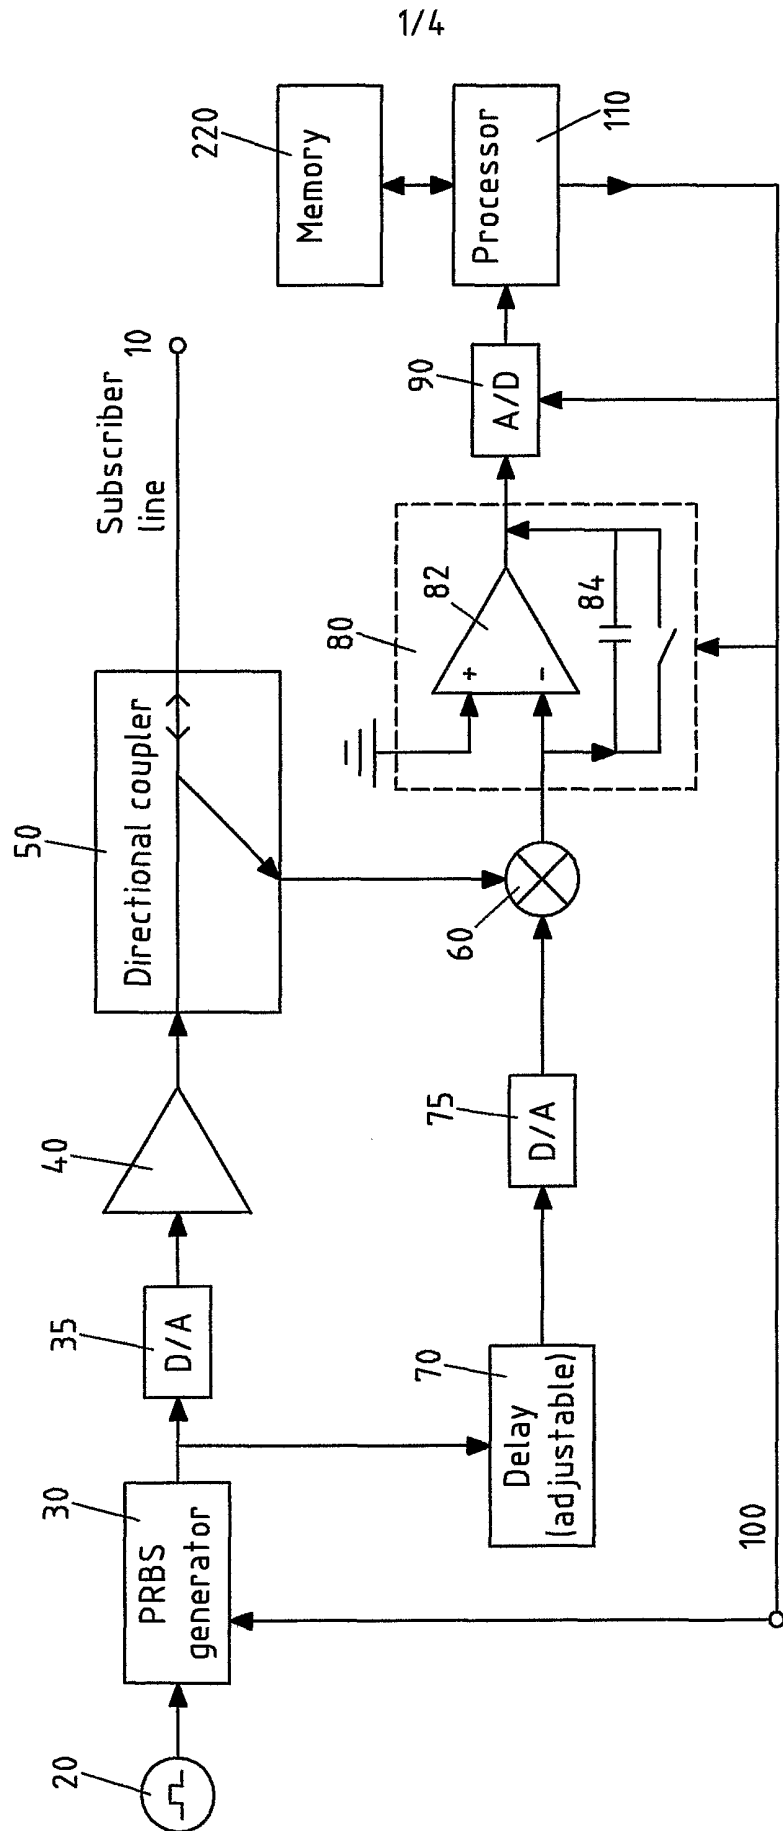 1/4
20
30
PRBS
generator
35
D/A
40
50
Directional coupler
Subscriber
line
10
70
Delay
(adjustable)
75
D/A
60
80
82
+
-
84
90
A/D
220
Memory
Processor
110
100